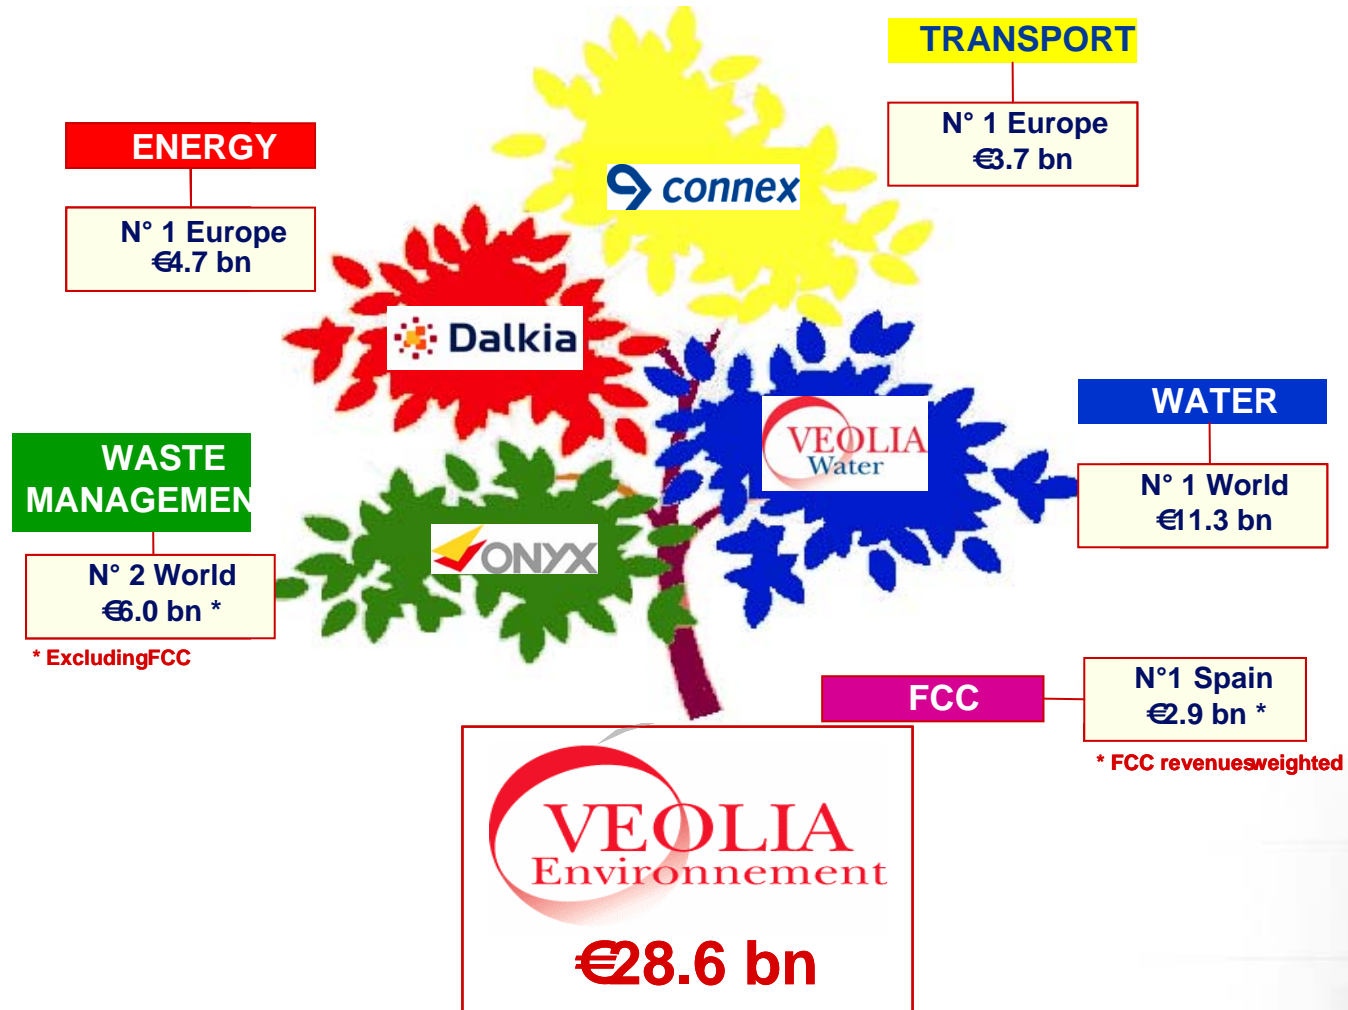 TRANSPORT
N° 1 Europe
€3.7 bn
connex
ENERGY
N° 1 Europe
€4.7 bn
Dalkia
WATER
N° 1 World
€11.3 bn
VEOLIA
Water
WASTE
MANAGEMEN
N° 2 World
€6.0 bn *
* ExcludingFCC
ONYX
FCC
N°1 Spain
€2.9 bn *
* FCC revenuesweighted
VEOLIA
Environnement
€28.6 bn